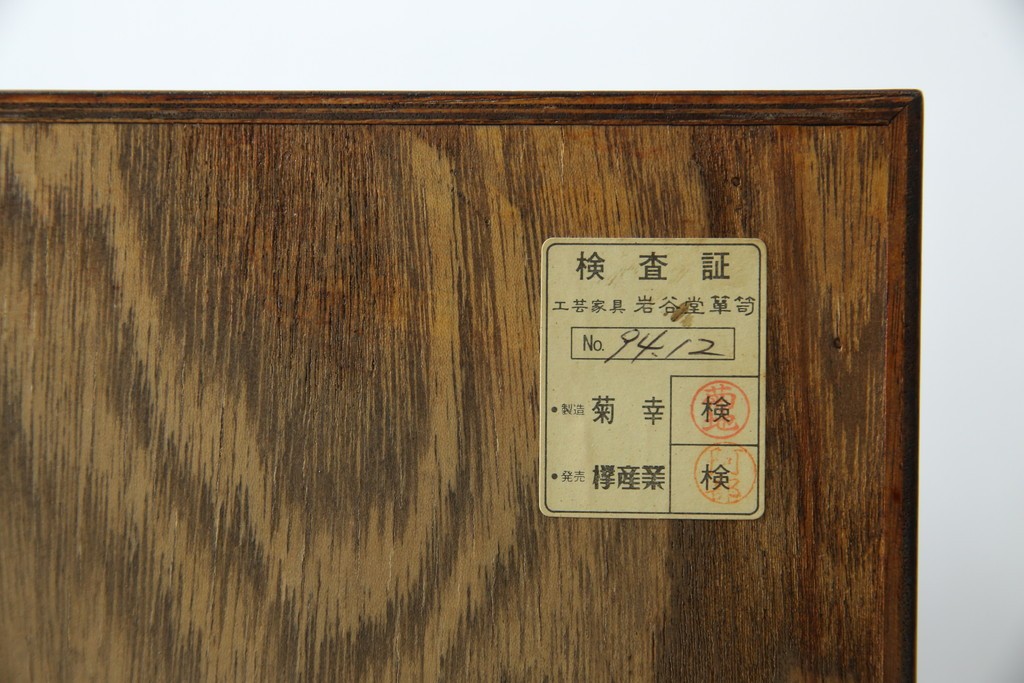 検査証
工芸家具 岩谷堂簞笥
No. 94.12
•製造 菊幸 検
•発売 欅産業 検